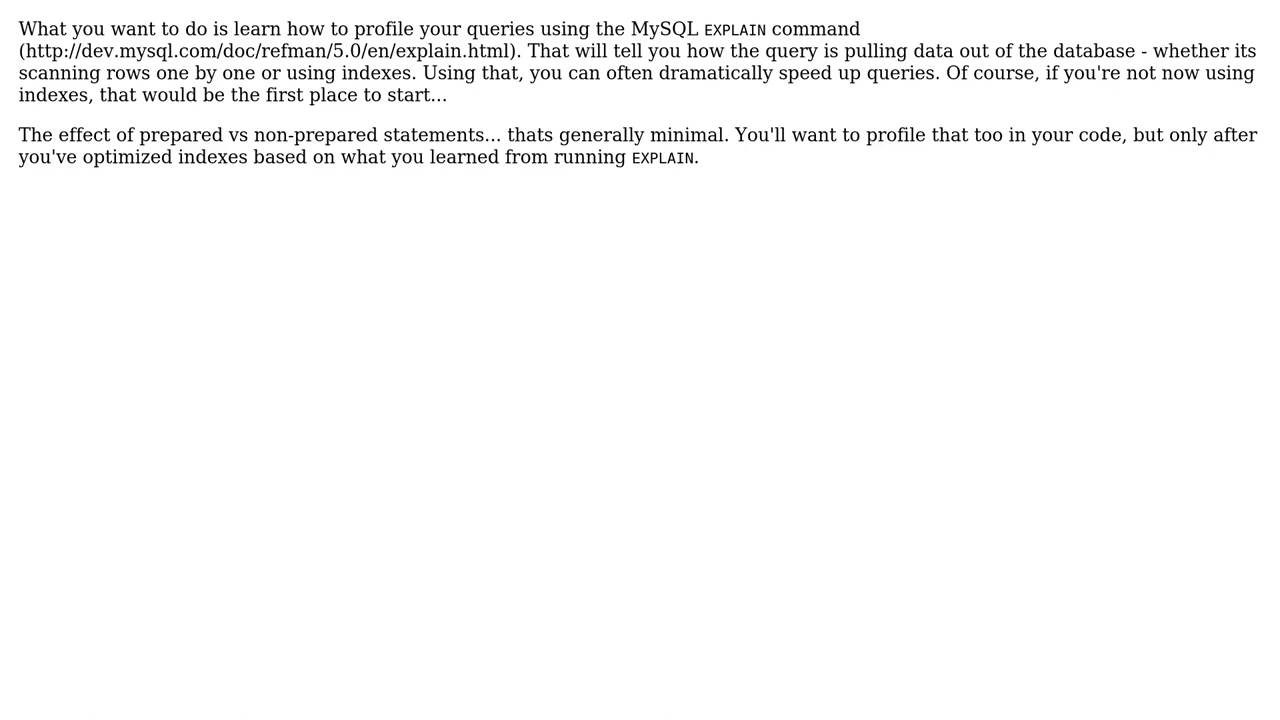 What you want to do is learn how to profile your queries using the MySQL EXPLAIN command
(http://dev.mysql.com/doc/refman/5.0/en/explain.html). That will tell you how the query is pulling data out of the database - whether its
scanning rows one by one or using indexes. Using that, you can often dramatically speed up queries. Of course, if you're not now using
indexes, that would be the first place to start...
The effect of prepared vs non-prepared statements... thats generally minimal. You'll want to profile that too in your code, but only after
you've optimized indexes based on what you learned from running EXPLAIN.